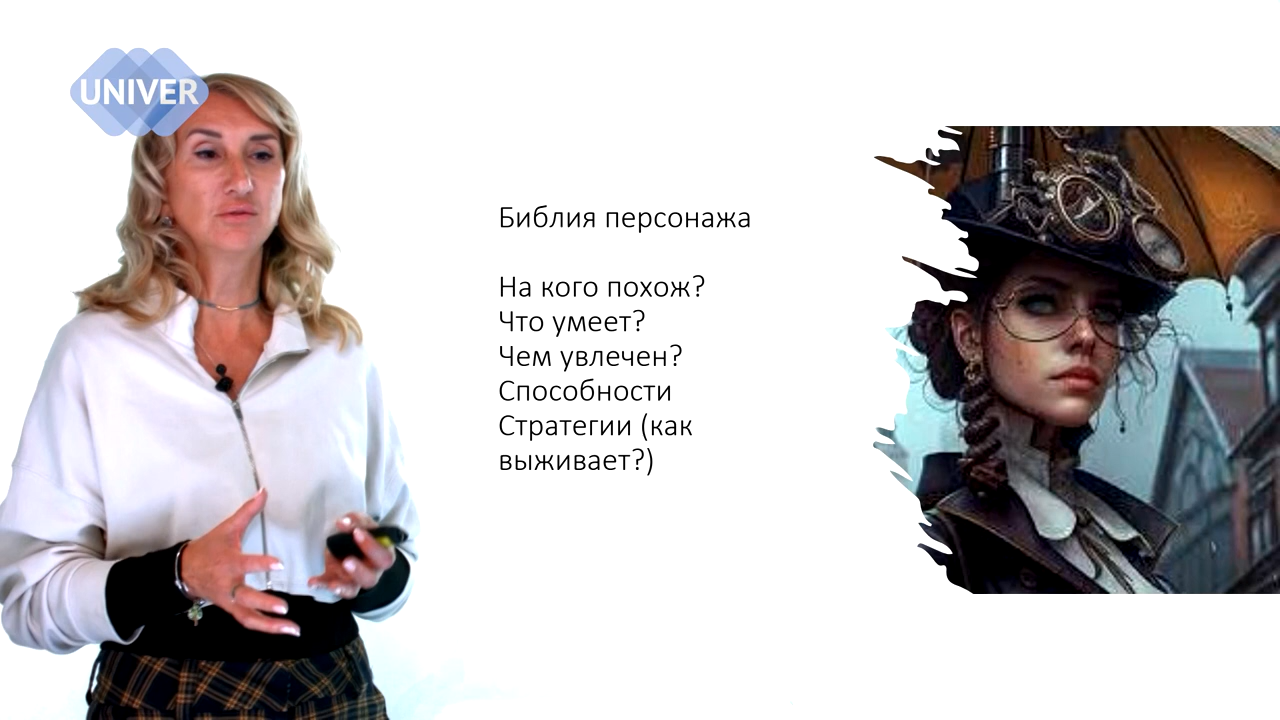 UNIVER
Библия персонажа
На кого похож?
Что умеет?
Чем увлечен?
Способности
Стратегии (как
выживает?)